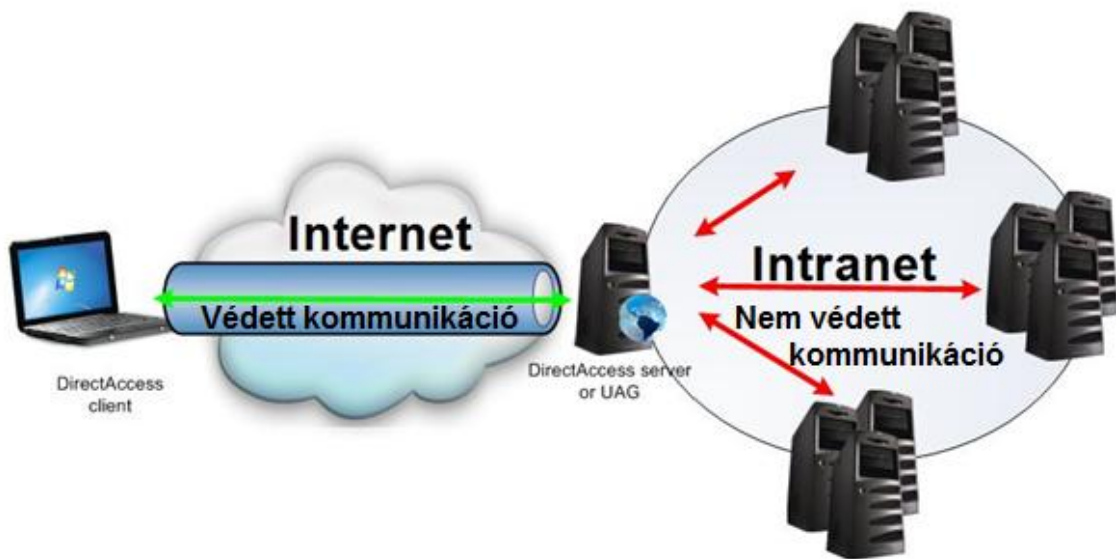 Internet
Védett kommunikáció
DirectAccess
client
DirectAccess server
or UAG
Intranet
Nem védett
kommunikáció